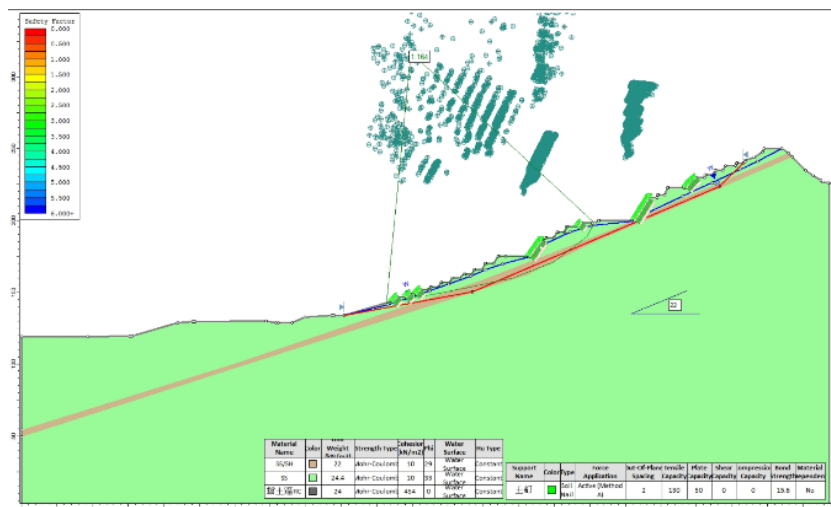 Safety Factor
0.000
0.500
1.000
1.500
2.000
2.500
3.000
3.500
4.000
4.500
5.000
5.500
6.000+
1.164
22
Material Name Color Weight Strength Type Cohesion (kN/m2) Phi Water Surface Hu Type
SS/SH 22 Mohr-Coulomb 10 29 Water Surface Constant
SS 24.4 Mohr-Coulomb 10 33 Water Surface Constant
24 Mohr-Coulomb 454 0 Water Surface Constant
Support Name Color Type Force Application Out-Of-Plane Spacing Tensile Capacity Plate Capacity Shear Capacity Compression Capacity Bond Strength Material Dependent
土釘 Soil Nail Active (Method A) 2 130 50 0 0 15.6 No